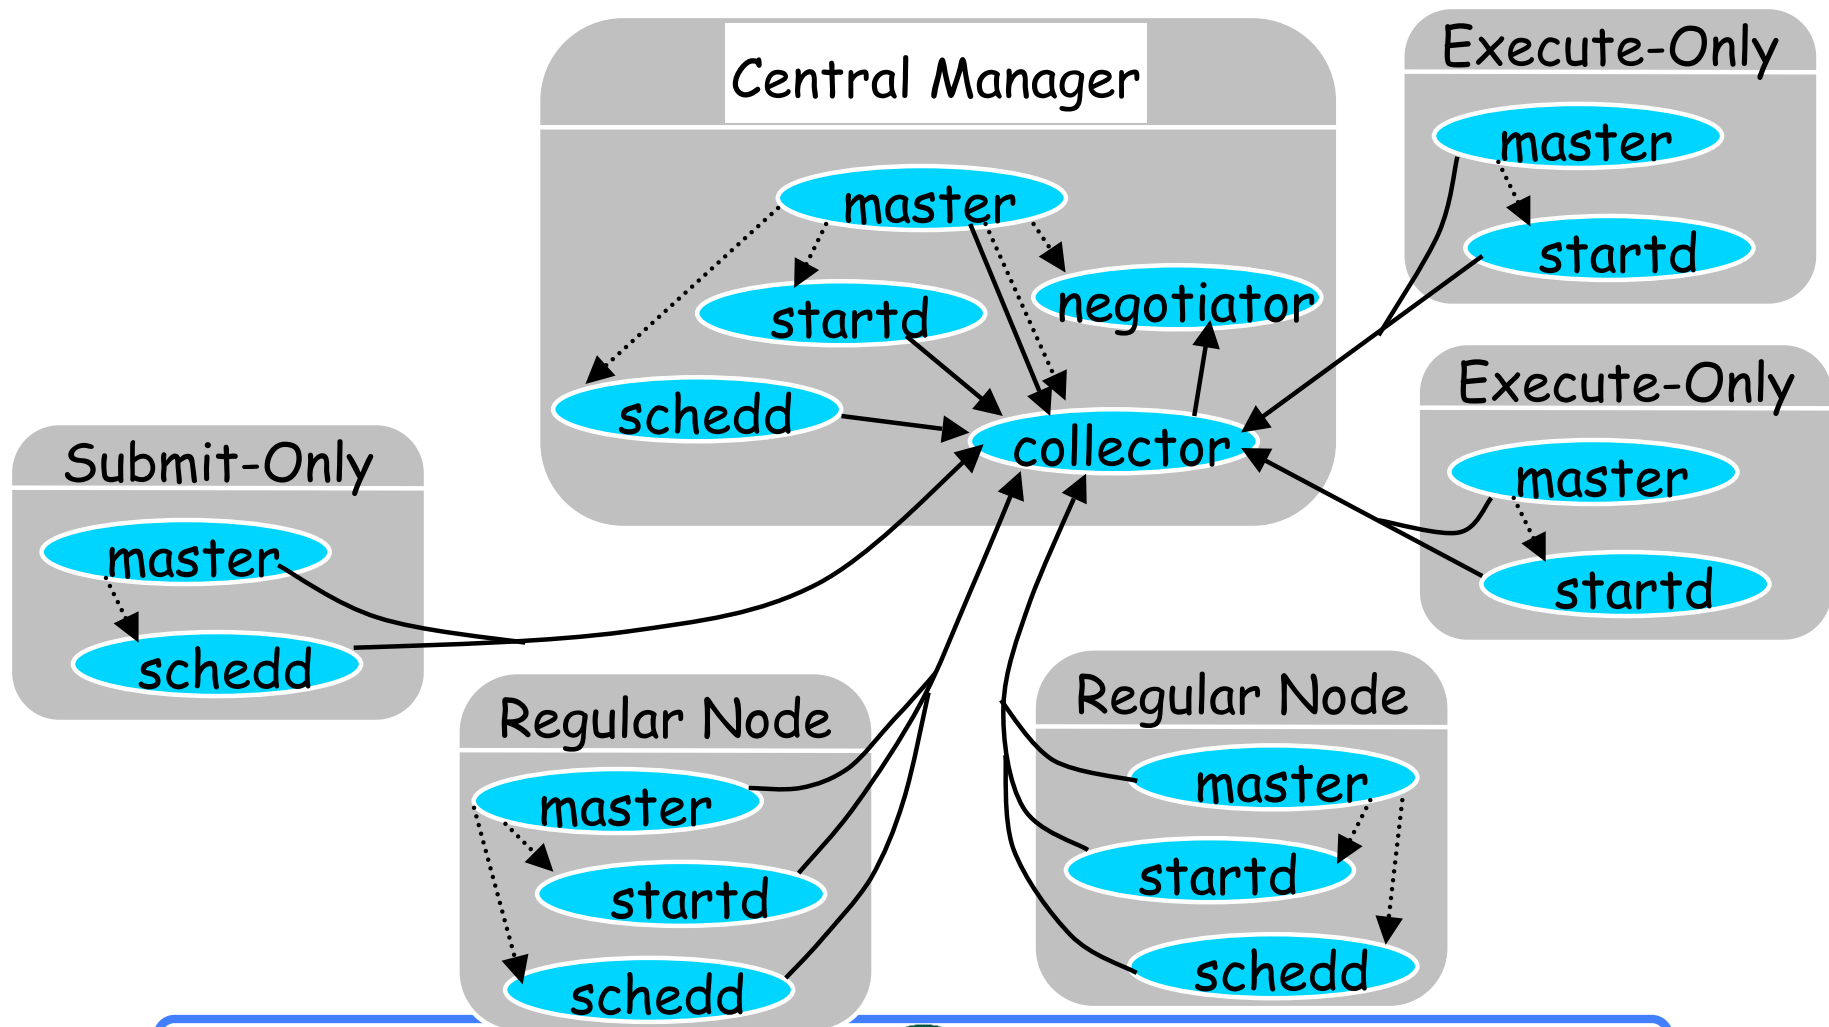 Central Manager
master
startd
negotiator
schedd
collector
Execute-Only
master
startd
Execute-Only
master
startd
Submit-Only
master
schedd
Regular Node
master
startd
schedd
Regular Node
master
startd
schedd